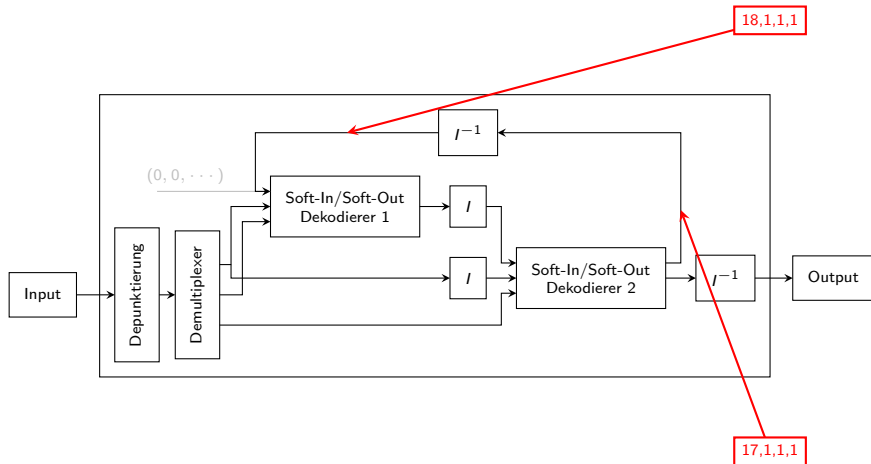 18,1,1,1
I⁻¹
(0, 0, ⋯ )
Soft-In/Soft-Out
Dekodierer 1
I
Depunktierung
Demultiplexer
Input
I
Soft-In/Soft-Out
Dekodierer 2
I⁻¹
Output
17,1,1,1